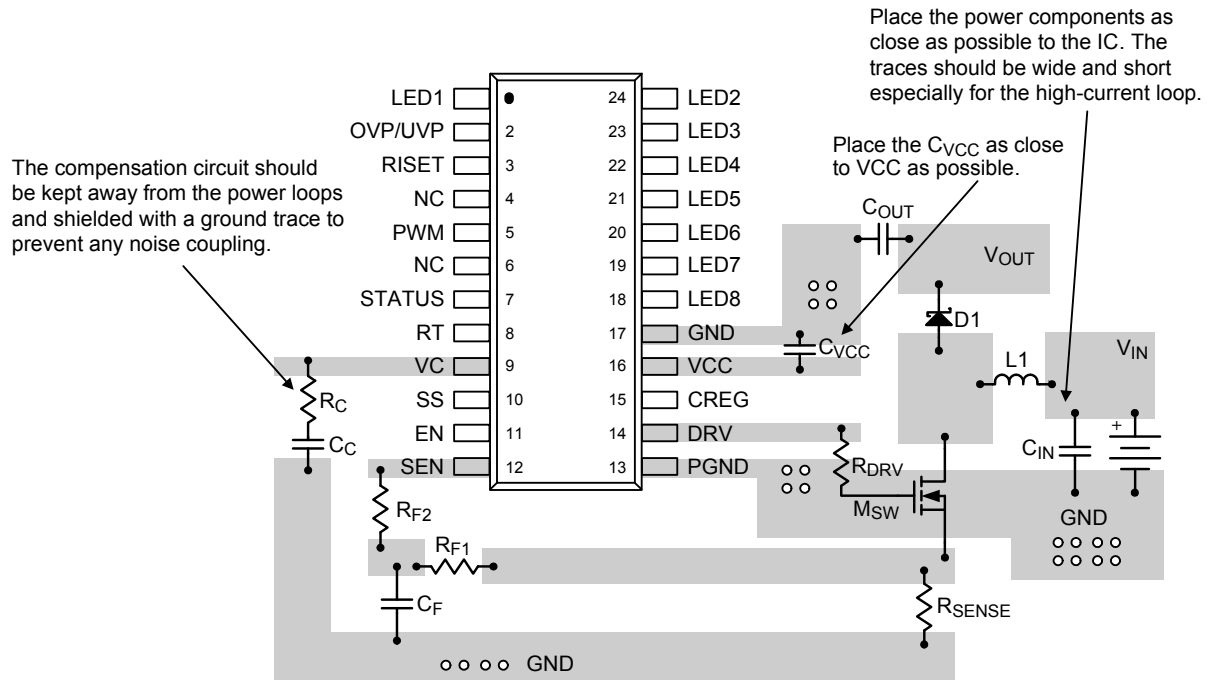 Place the power components as
close as possible to the IC. The
traces should be wide and short
especially for the high-current loop.
Place the CVCC as close
to VCC as possible.
The compensation circuit should
be kept away from the power loops
and shielded with a ground trace to
prevent any noise coupling.
LED1 24 LED2
OVP/UVP 2 23 LED3
RISET 3 22 LED4
NC 4 21 LED5
PWM 5 20 LED6
NC 6 19 LED7
STATUS 7 18 LED8
RT 8 17 GND
VC 9 16 VCC
SS 10 15 CREG
EN 11 14 DRV
SEN 12 13 PGND
COUT
VOUT
D1
CVCC
L1
VIN
RC
CC
RDRV
CIN
+
MSW
GND
RF2
RF1
CF
RSENSE
GND